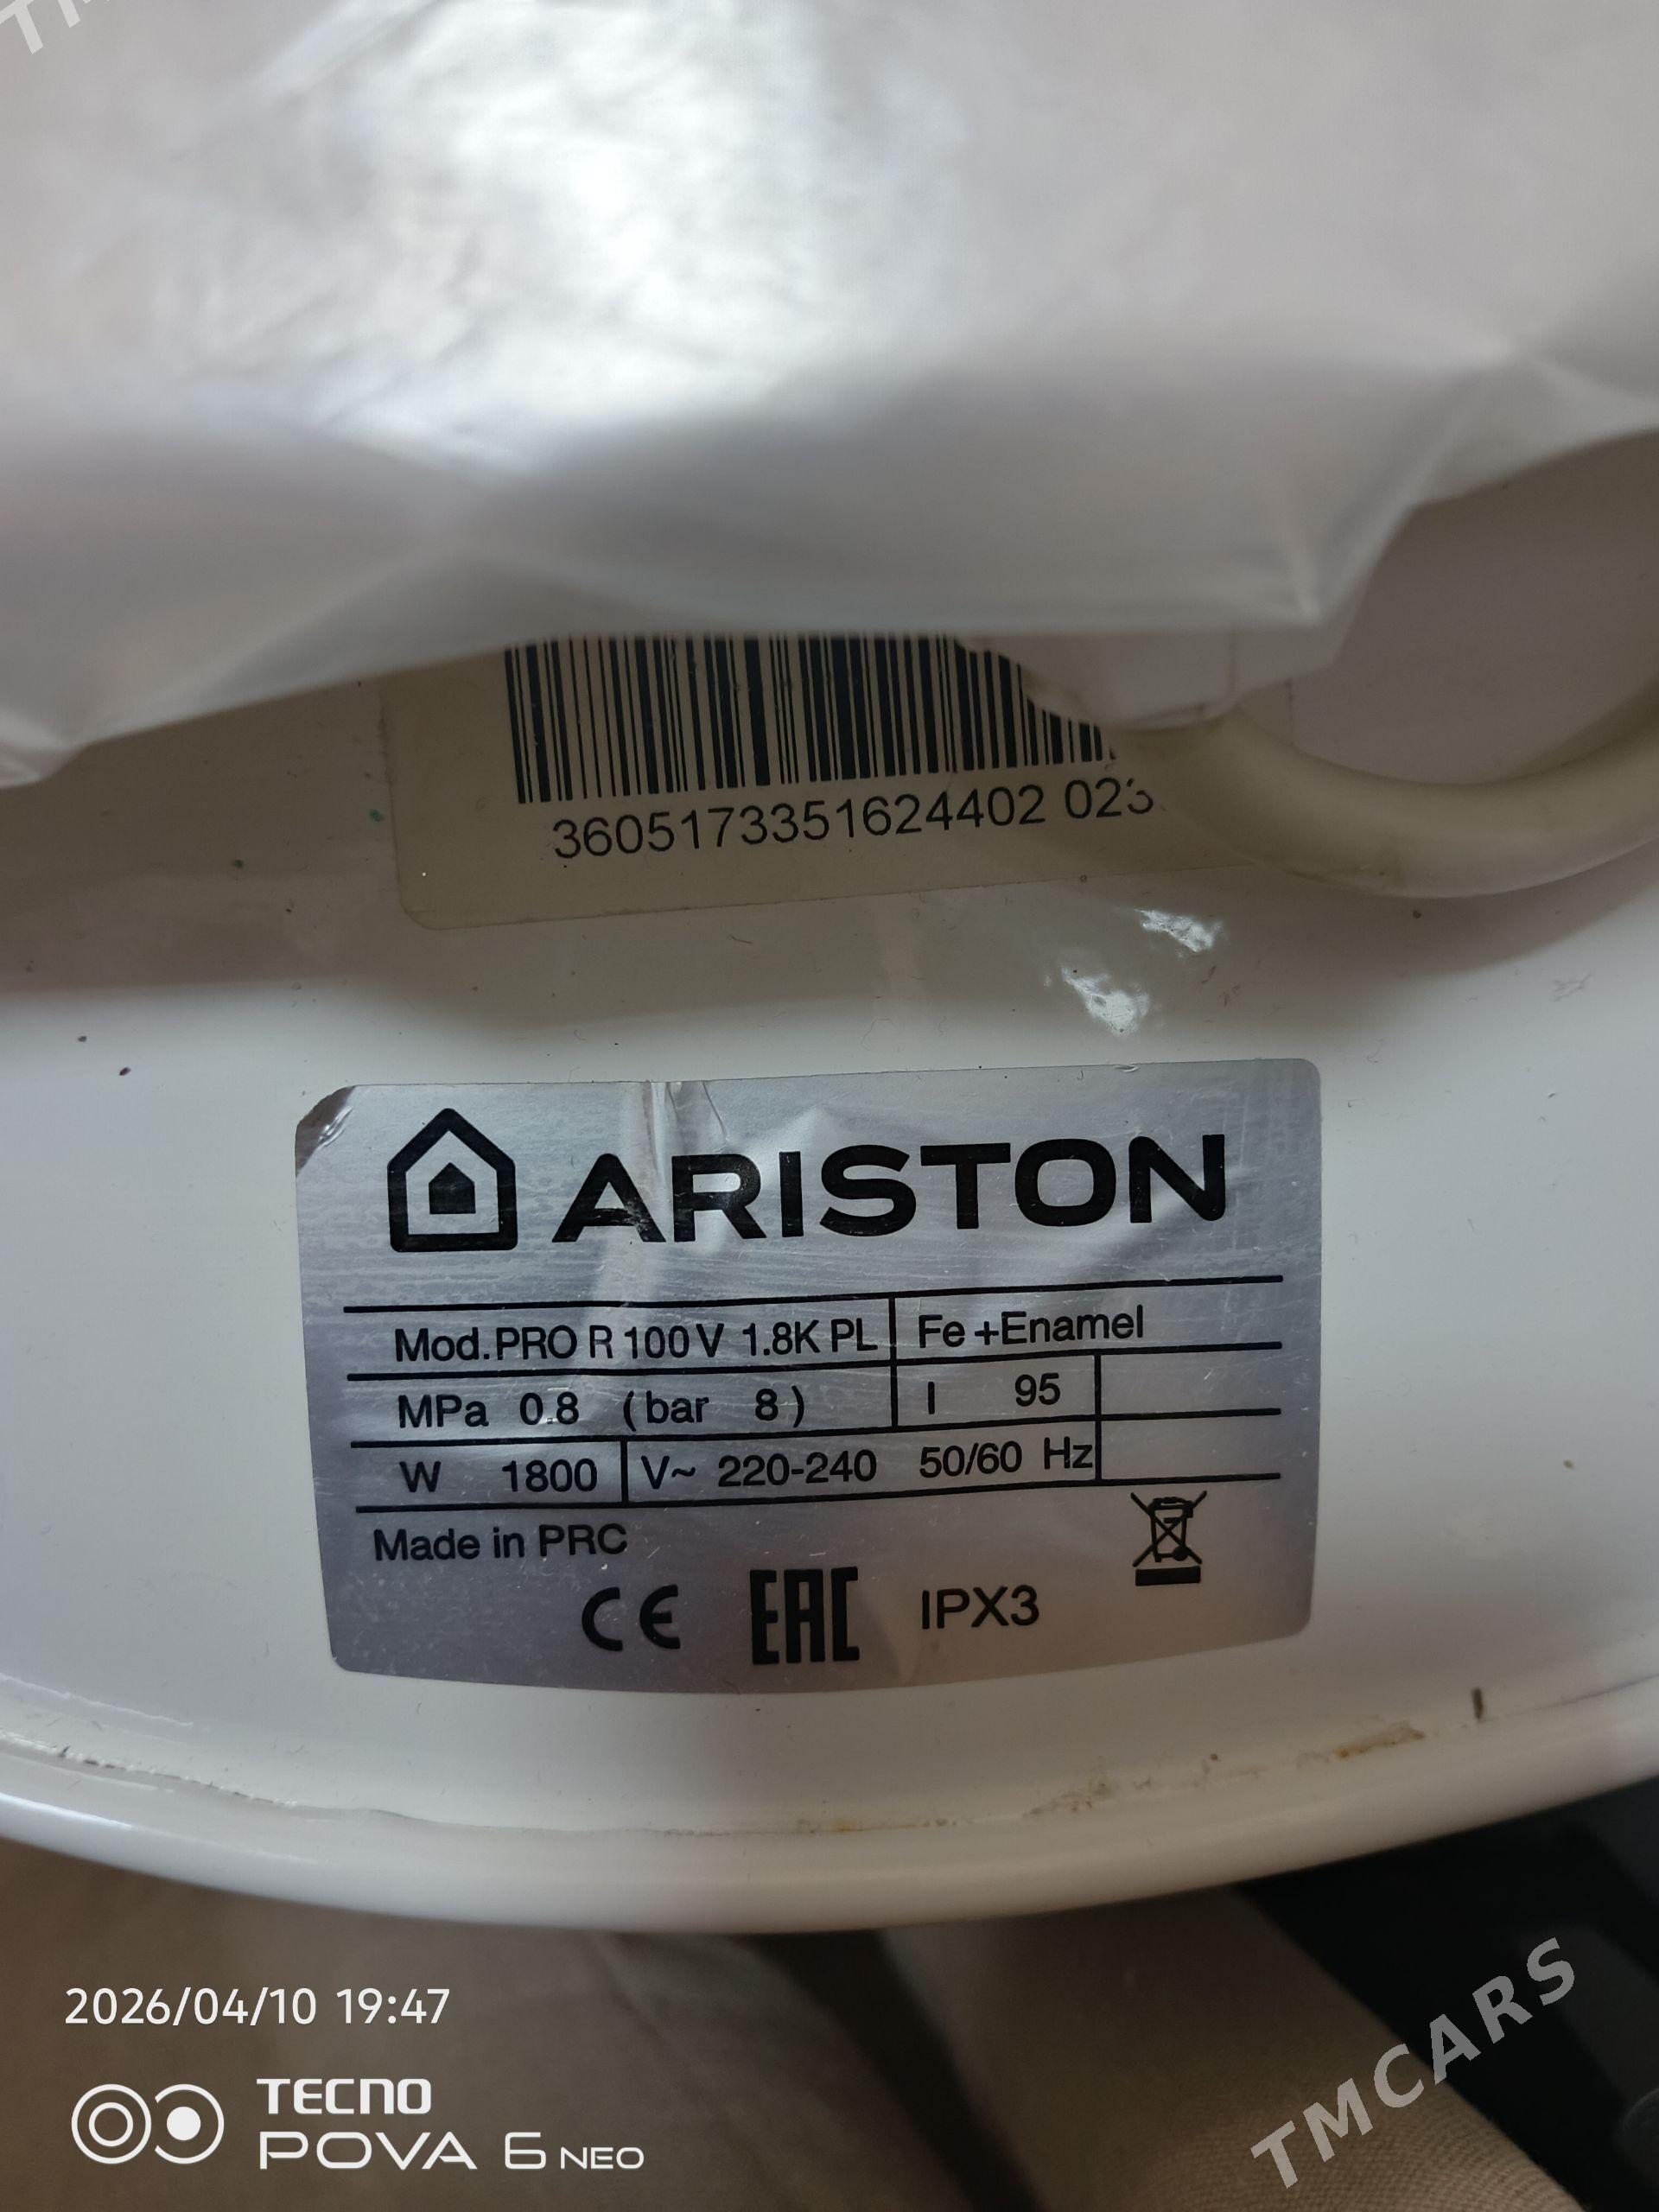 3605173351624402 023
ARISTON
Mod.PRO R 100 V 1.8K PL Fe +Enamel
MPa 0.8 (bar 8) l 95
W 1800 V~ 220-240 50/60 Hz
Made in PRC
CE EAC IPX3
2026/04/10 19:47
TECNO
POVA 6 NEO
TMCARS